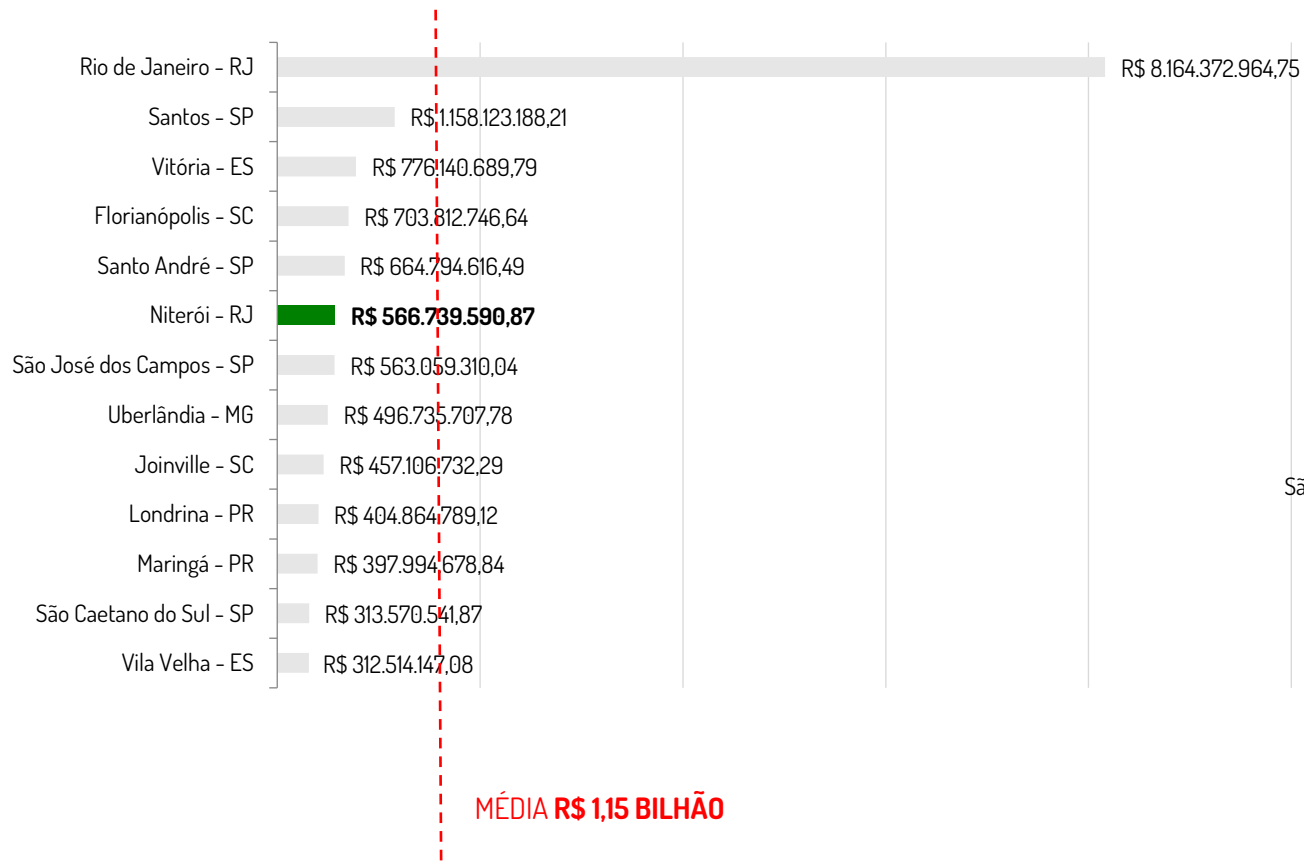 Rio de Janeiro - RJ R$ 8.164.372.964,75
Santos - SP R$ 1.158.123.188,21
Vitória - ES R$ 776.140.689,79
Florianópolis - SC R$ 703.812.746,64
Santo André - SP R$ 664.794.616,49
Niterói - RJ R$ 566.739.590,87
São José dos Campos - SP R$ 563.059.310,04
Uberlândia - MG R$ 496.735.707,78
Joinville - SC R$ 457.106.732,29
Sã
Londrina - PR R$ 404.864.789,12
Maringá - PR R$ 397.994.678,84
São Caetano do Sul - SP R$ 313.570.541,87
Vila Velha - ES R$ 312.514.147,08
MÉDIA R$ 1,15 BILHÃO